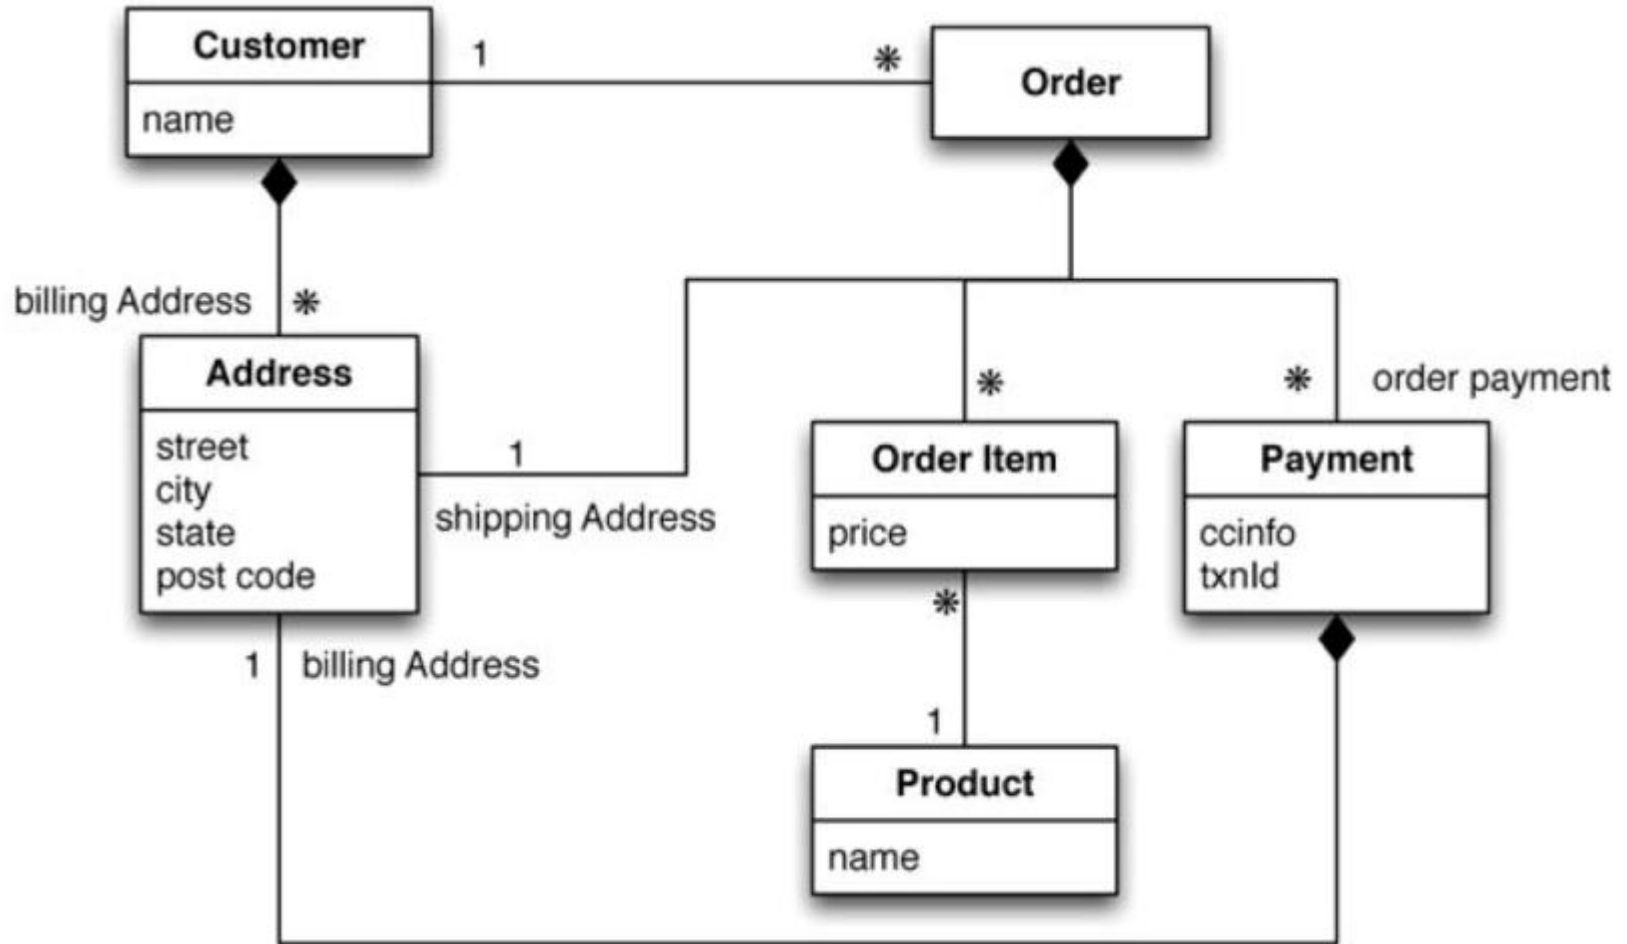 Customer
name
1
*
Order
billing Address
*
Address
street
city
state
post code
1
shipping Address
*
Order Item
price
*
order payment
Payment
ccinfo
txnId
*
1
Product
name
1
billing Address